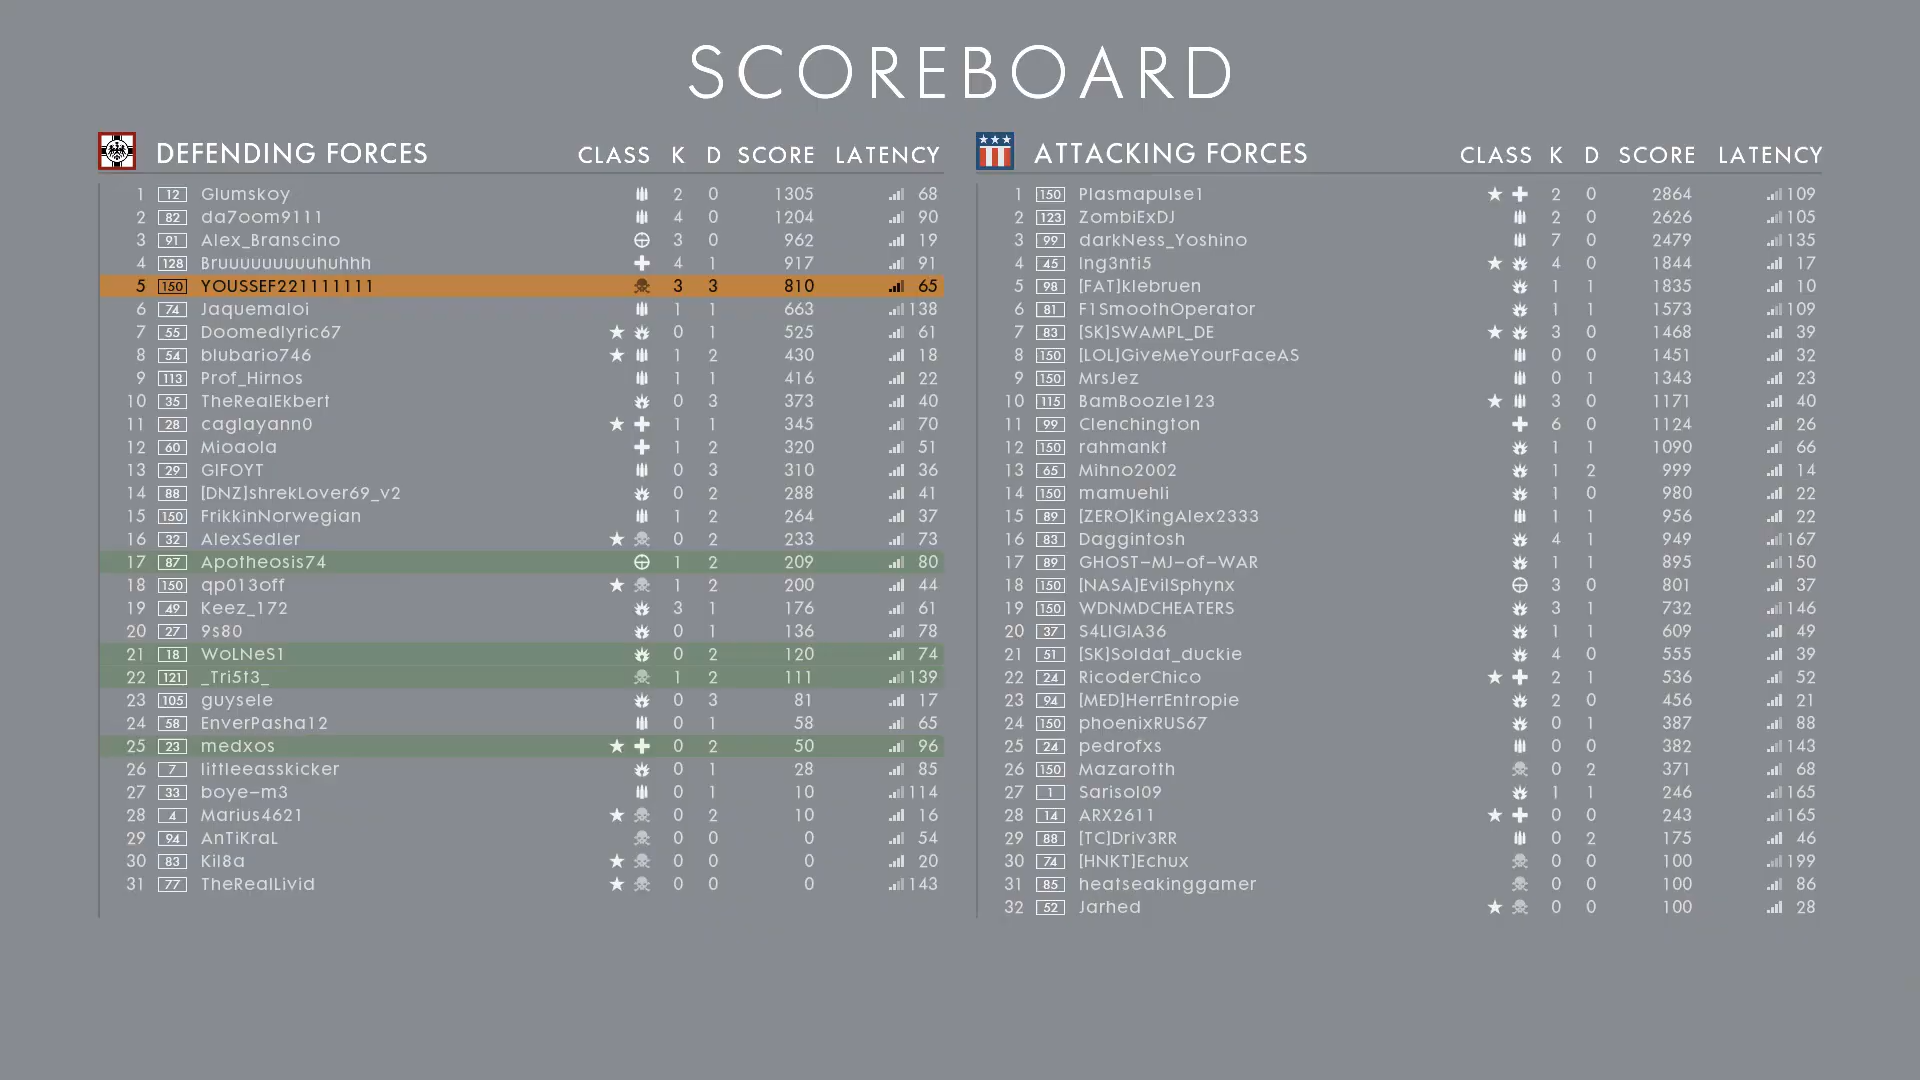 SCOREBOARD
DEFENDING FORCES CLASS K D SCORE LATENCY
1 12 Glumskoy 2 0 1305 68
2 82 da7oom9111 4 0 1204 90
3 91 Alex_Branscino 3 0 962 19
4 128 Bruuuuuuuuuhuhhh 4 1 917 91
5 150 YOUSSEF221111111 3 3 810 65
6 74 Jaquemaloi 1 1 663 138
7 55 Doomedlyric67 0 1 525 61
8 54 blubario746 1 2 430 18
9 113 Prof_Hirnos 1 1 416 22
10 35 TheRealEkbert 0 3 373 40
11 28 caglayann0 1 1 345 70
12 60 Mioaola 1 2 320 51
13 29 GIFOYT 0 3 310 36
14 88 [DNZ]shrekLover69_v2 0 2 288 41
15 150 FrikkinNorwegian 1 2 264 37
16 32 AlexSedler 0 2 233 73
17 87 Apotheosis74 1 2 209 80
18 150 qp013off 1 2 200 44
19 49 Keez_172 3 1 176 61
20 27 9s80 0 1 136 78
21 18 WoLNeS1 0 2 120 74
22 121 _Tri5t3_ 1 2 111 139
23 105 guysele 0 3 81 17
24 58 EnverPasha12 0 1 58 65
25 23 medxos 0 2 50 96
26 7 littleeasskicker 0 1 28 85
27 33 boye-m3 0 1 10 114
28 4 Marius4621 0 2 10 16
29 94 AnTiKraL 0 0 0 54
30 83 Kil8a 0 0 0 20
31 77 TheRealLivid 0 0 0 143
ATTACKING FORCES CLASS K D SCORE LATENCY
1 150 Plasmapulse1 2 0 2864 109
2 123 ZombiExDJ 2 0 2626 105
3 99 darkNess_Yoshino 7 0 2479 135
4 45 Ing3nti5 4 0 1844 17
5 98 [FAT]klebruen 1 1 1835 10
6 81 F1SmoothOperator 1 1 1573 109
7 83 [SK]SWAMPL_DE 3 0 1468 39
8 150 [LOL]GiveMeYourFaceAS 0 0 1451 32
9 150 MrsJez 0 1 1343 23
10 115 BamBoozle123 3 0 1171 40
11 99 Clenchington 6 0 1124 26
12 150 rahmankt 1 1 1090 66
13 65 Mihno2002 1 2 999 14
14 150 mamuehli 1 0 980 22
15 89 [ZERO]KingAlex2333 1 1 956 22
16 83 Daggintosh 4 1 949 167
17 89 GHOST-MJ-of-WAR 1 1 895 150
18 150 [NASA]EvilSphynx 3 0 801 37
19 150 WDNMDCHEATERS 3 1 732 146
20 37 S4LIGIA36 1 1 609 49
21 51 [SK]Soldat_duckie 4 0 555 39
22 24 RicoderChico 2 1 536 52
23 94 [MED]HerrEntropie 2 0 456 21
24 150 phoenixRUS67 0 1 387 88
25 24 pedrofxs 0 0 382 143
26 150 Mazarotth 0 2 371 68
27 1 Sarisol09 1 1 246 165
28 14 ARX2611 0 0 243 165
29 88 [TC]Driv3RR 0 2 175 46
30 74 [HNKT]Echux 0 0 100 199
31 85 heatseakinggamer 0 0 100 86
32 52 Jarhed 0 0 100 28